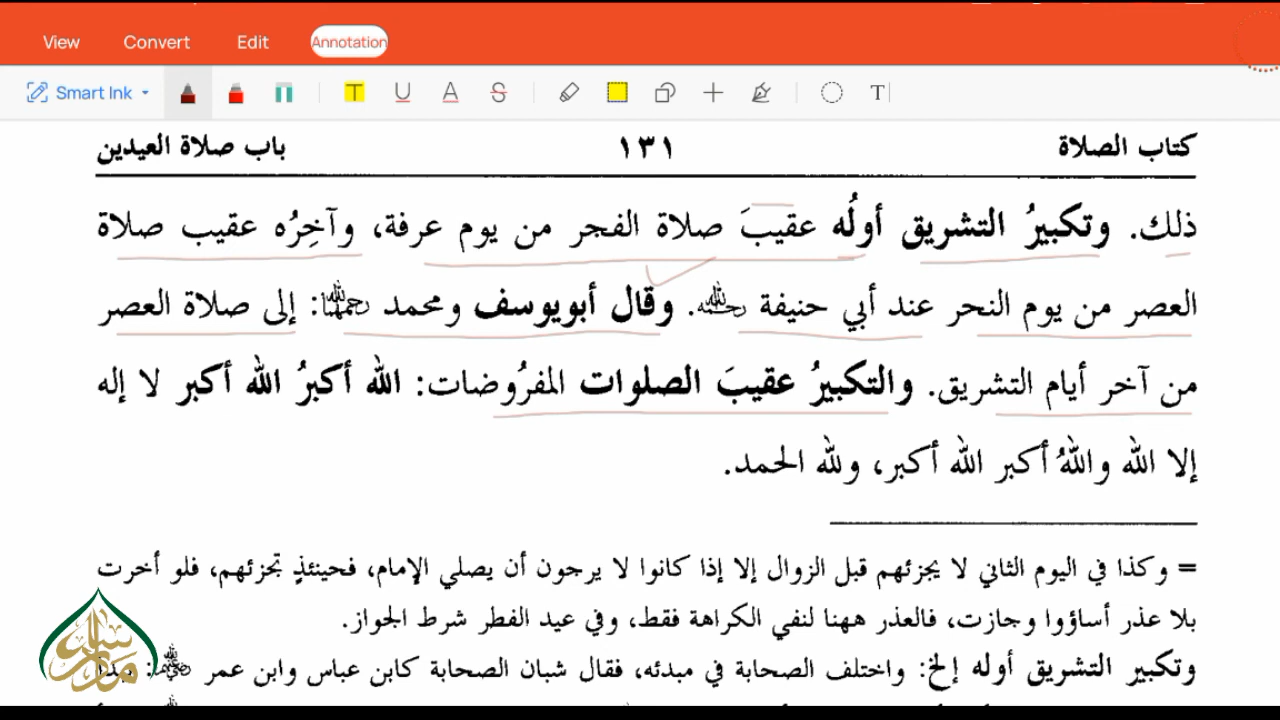 View Convert Edit Annotation
Smart Ink T U A S T
كتاب الصلاة ١٣١ باب صلاة العيدين
ذلك. وتكبيرُ التشريق أولُه عقيبَ صلاة الفجر من يوم عرفة، وآخِرُه عقيب صلاة
العصر من يوم النحر عند أبي حنيفة رحمه الله. وقال أبويوسف ومحمد رحمهما الله: إلى صلاة العصر
من آخر أيام التشريق. والتكبيرُ عقيبَ الصلوات المفرُوضات: الله أكبرُ الله أكبر لا إله
إلا الله واللهُ أكبر الله أكبر، ولله الحمد.
= وكذا في اليوم الثاني لا يجزئهم قبل الزوال إلا إذا كانوا لا يرجون أن يصلي الإمام، فحينئذٍ تجزئهم، فلو أخرت
بلا عذر أساؤوا وجازت، فالعذر ههنا لنفي الكراهة فقط، وفي عيد الفطر شرط الجواز.
وتكبير التشريق أوله إلخ: واختلف الصحابة في مبدئه، فقال شبان الصحابة كابن عباس وابن عمر